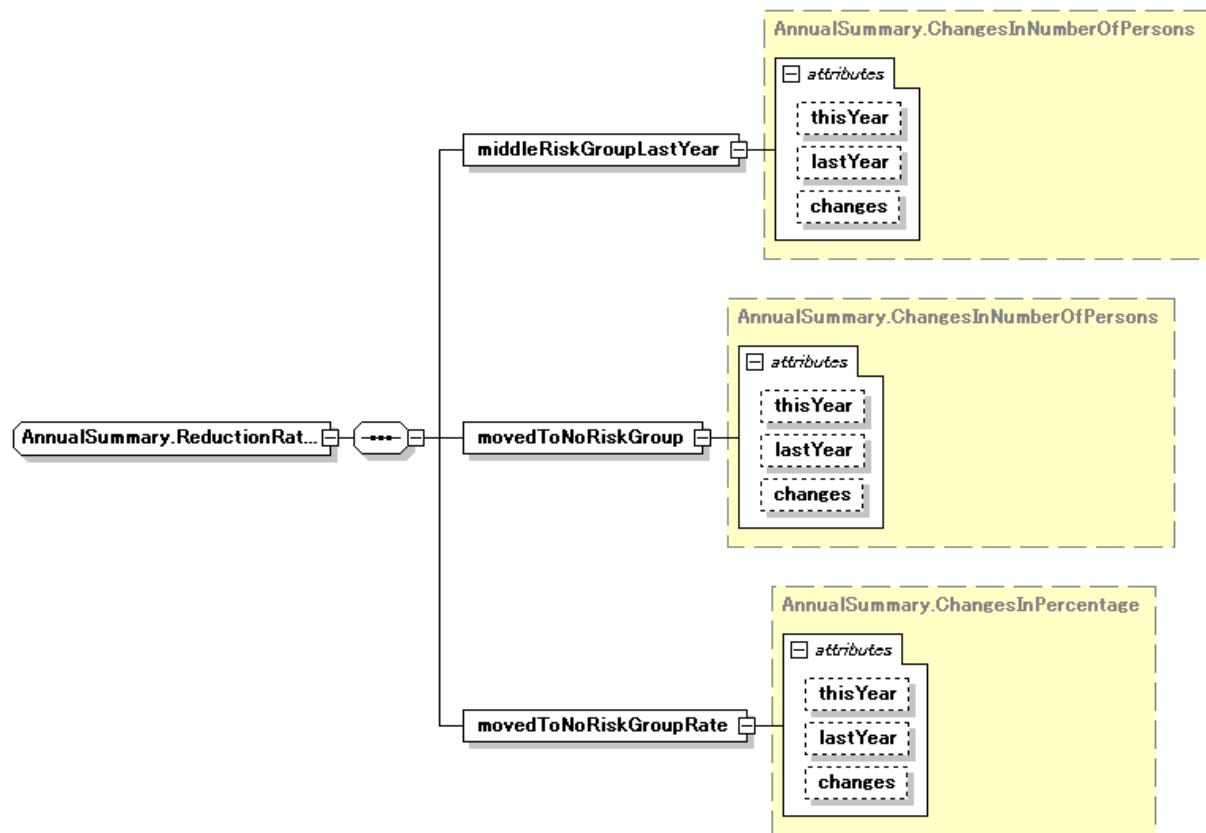 AnnualSummary.ChangesInNumberOfPersons
attributes
thisYear
middleRiskGroupLastYear
lastYear
changes
AnnualSummary.ChangesInNumberOfPersons
attributes
thisYear
AnnualSummary.ReductionRat...
movedToNoRiskGroup
lastYear
changes
AnnualSummary.ChangesInPercentage
attributes
thisYear
movedToNoRiskGroupRate
lastYear
changes